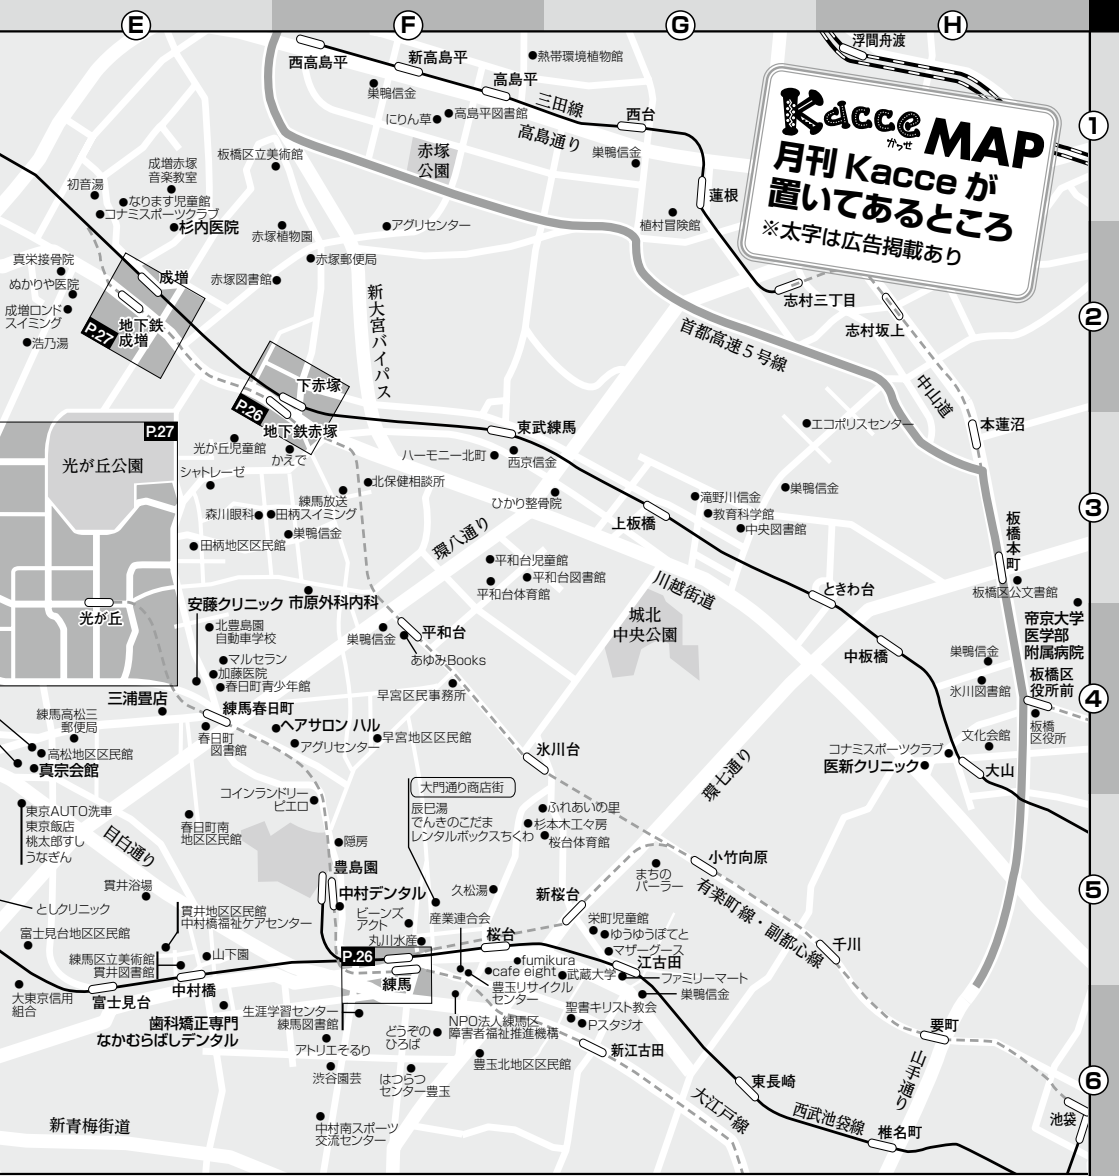 E
F
G
H
1
2
3
4
5
6
Kacce MAP
かっせ
月刊 Kacce が
置いてあるところ
※太字は広告掲載あり
浮間舟渡
西高島平
新高島平
高島平
三田線
高島通り
西台
蓮根
熱帯環境植物館
巣鴨信金
にりん草
高島平図書館
巣鴨信金
赤塚
公園
植村冒険館
アグリセンター
板橋区立美術館
成増赤塚
音楽教室
初音湯
なります児童館
コナミスポーツクラブ
杉内医院
赤塚植物園
赤塚郵便局
赤塚図書館
真栄接骨院
ぬかりや医院
成増ロンド
スイミング
浩乃湯
成増
地下鉄
成増
P.27
新大宮バイパス
志村三丁目
志村坂上
首都高速5号線
中山道
本蓮沼
下赤塚
P.26
地下鉄赤塚
東武練馬
エコポリスセンター
P.27
光が丘公園
光が丘
光が丘児童館
かえで
シャトレーゼ
ハーモニー北町
西京信金
北保健相談所
練馬放送
森川眼科
田柄スイミング
巣鴨信金
田柄地区区民館
ひかり整骨院
環八通り
上板橋
滝野川信金
教育科学館
中央図書館
巣鴨信金
板橋本町
板橋区公文書館
平和台児童館
平和台図書館
平和台体育館
川越街道
ときわ台
城北
中央公園
中板橋
帝京大学
医学部
附属病院
安藤クリニック
市原外科内科
北豊島園
自動車学校
巣鴨信金
平和台
あゆみBooks
マルセラン
加藤医院
春日町青少年館
早宮区民事務所
巣鴨信金
氷川図書館
板橋区
役所前
板橋
区役所
文化会館
三浦畳店
練馬春日町
春日町
図書館
ヘアサロン ハル
アグリセンター
早宮地区区民館
練馬高松三
郵便局
高松地区区民館
真宗会館
氷川台
環七通り
コナミスポーツクラブ
医新クリニック
大山
東京AUTO洗車
東京飯店
桃太郎すし
うなぎん
目白通り
コインランドリー
ピエロ
春日町南
地区区民館
隠房
大門通り商店街
辰巳湯
でんきのこだま
レンタルボックスちくわ
ふれあいの里
杉本木工々房
桜台体育館
まちの
パーラー
小竹向原
有楽町線・副都心線
千川
豊島園
中村デンタル
久松湯
新桜台
貫井浴場
としクリニック
貫井地区区民館
中村橋福祉ケアセンター
富士見台地区区民館
練馬区立美術館
貫井図書館
山下園
ビーンズ
アクト
丸川水産
産業連合会
桜台
栄町児童館
ゆうゆうぽてと
マザーグース
江古田
P.26
練馬
fumikura
cafe eight
武蔵大学
豊玉リサイクル
センター
ファミリーマート
巣鴨信金
大東京信用
組合
富士見台
中村橋
歯科矯正専門
なかむらばしデンタル
生涯学習センター
練馬図書館
アトリエそるり
渋谷園芸
どうぞの
ひろば
NPO法人練馬区
障害者福祉推進機構
聖書キリスト教会
Pスタジオ
新江古田
豊玉北地区区民館
はつらつ
センター豊玉
中村南スポーツ
交流センター
新青梅街道
大江戸線
東長崎
西武池袋線
椎名町
要町
山手通り
池袋